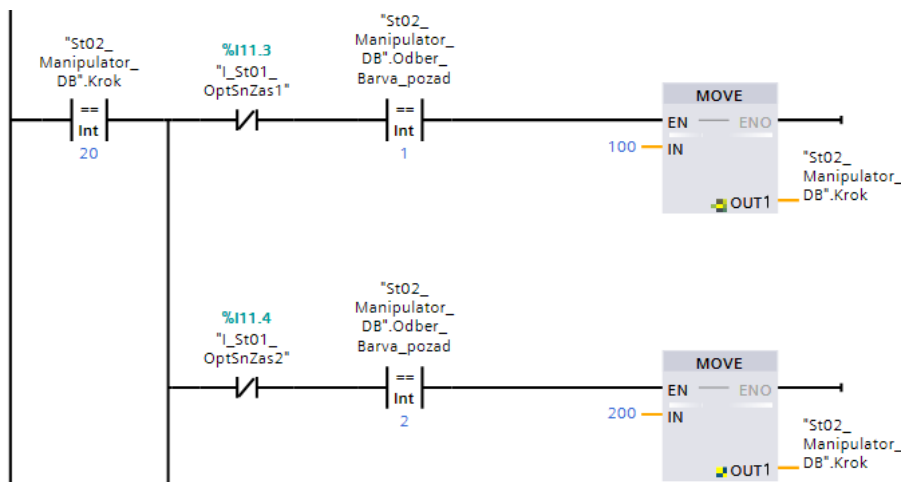 "St02_
Manipulator_
DB".Krok
==
Int
20
%I11.3
"I_St01_
OptSnZas1"
"St02_
Manipulator_
DB".Odber_
Barva_pozad
==
Int
1
MOVE
EN
ENO
100
IN
OUT1
"St02_
Manipulator_
DB".Krok
%I11.4
"I_St01_
OptSnZas2"
"St02_
Manipulator_
DB".Odber_
Barva_pozad
==
Int
2
MOVE
EN
ENO
200
IN
OUT1
"St02_
Manipulator_
DB".Krok